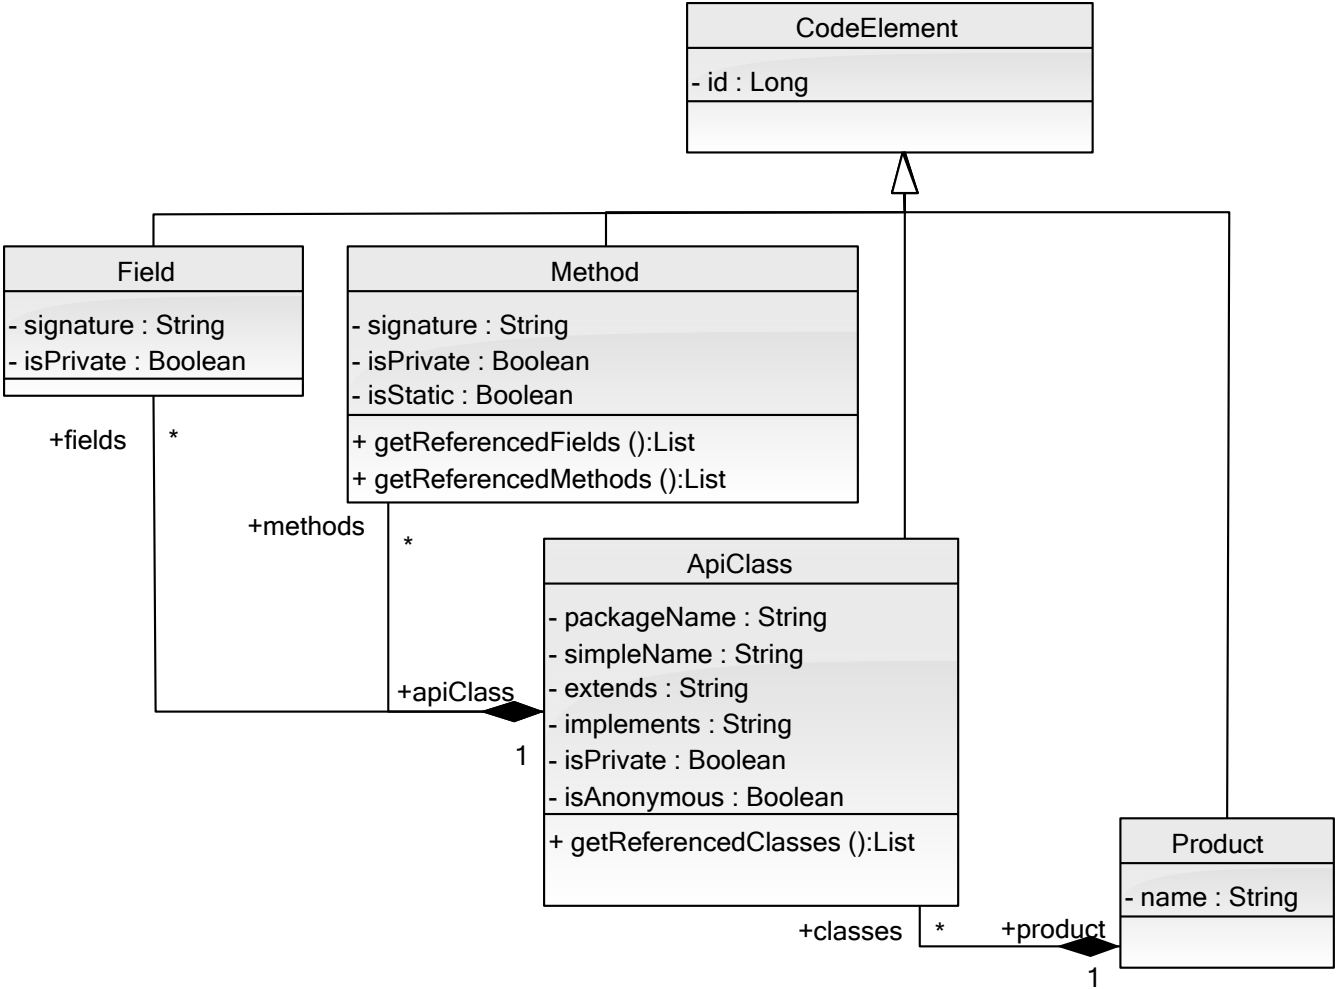 CodeElement
- id : Long
Field
- signature : String
- isPrivate : Boolean
+fields
*
Method
- signature : String
- isPrivate : Boolean
- isStatic : Boolean
+ getReferencedFields ():List
+ getReferencedMethods ():List
+methods
*
ApiClass
- packageName : String
- simpleName : String
- extends : String
- implements : String
- isPrivate : Boolean
- isAnonymous : Boolean
+ getReferencedClasses ():List
+apiClass
1
Product
- name : String
+classes
*
+product
1